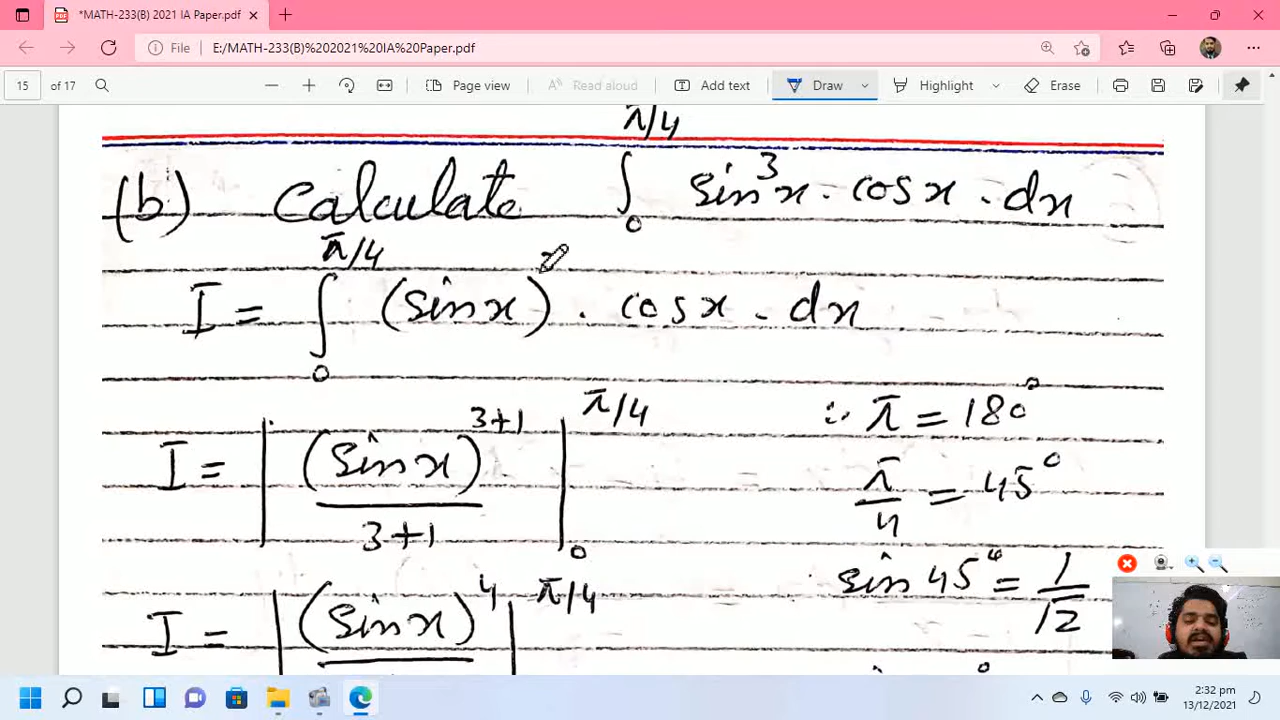 *MATH-233(B) 2021 IA Paper.pdf
File E:/MATH-233(B)%202021%20IA%20Paper.pdf
15 of 17 Page view Read aloud Add text Draw Highlight Erase
π/4
(b) Calculate ∫ sin³x · cosx · dx
0
π/4
I = ∫ (sinx) · cosx · dx
0
I = | (sinx)^3+1 / 3+1 | π/4 0
∵ π = 180°
π/4 = 45°
sin 45° = 1/√2
I = | (sinx)^4 | π/4
2:32 pm
13/12/2021